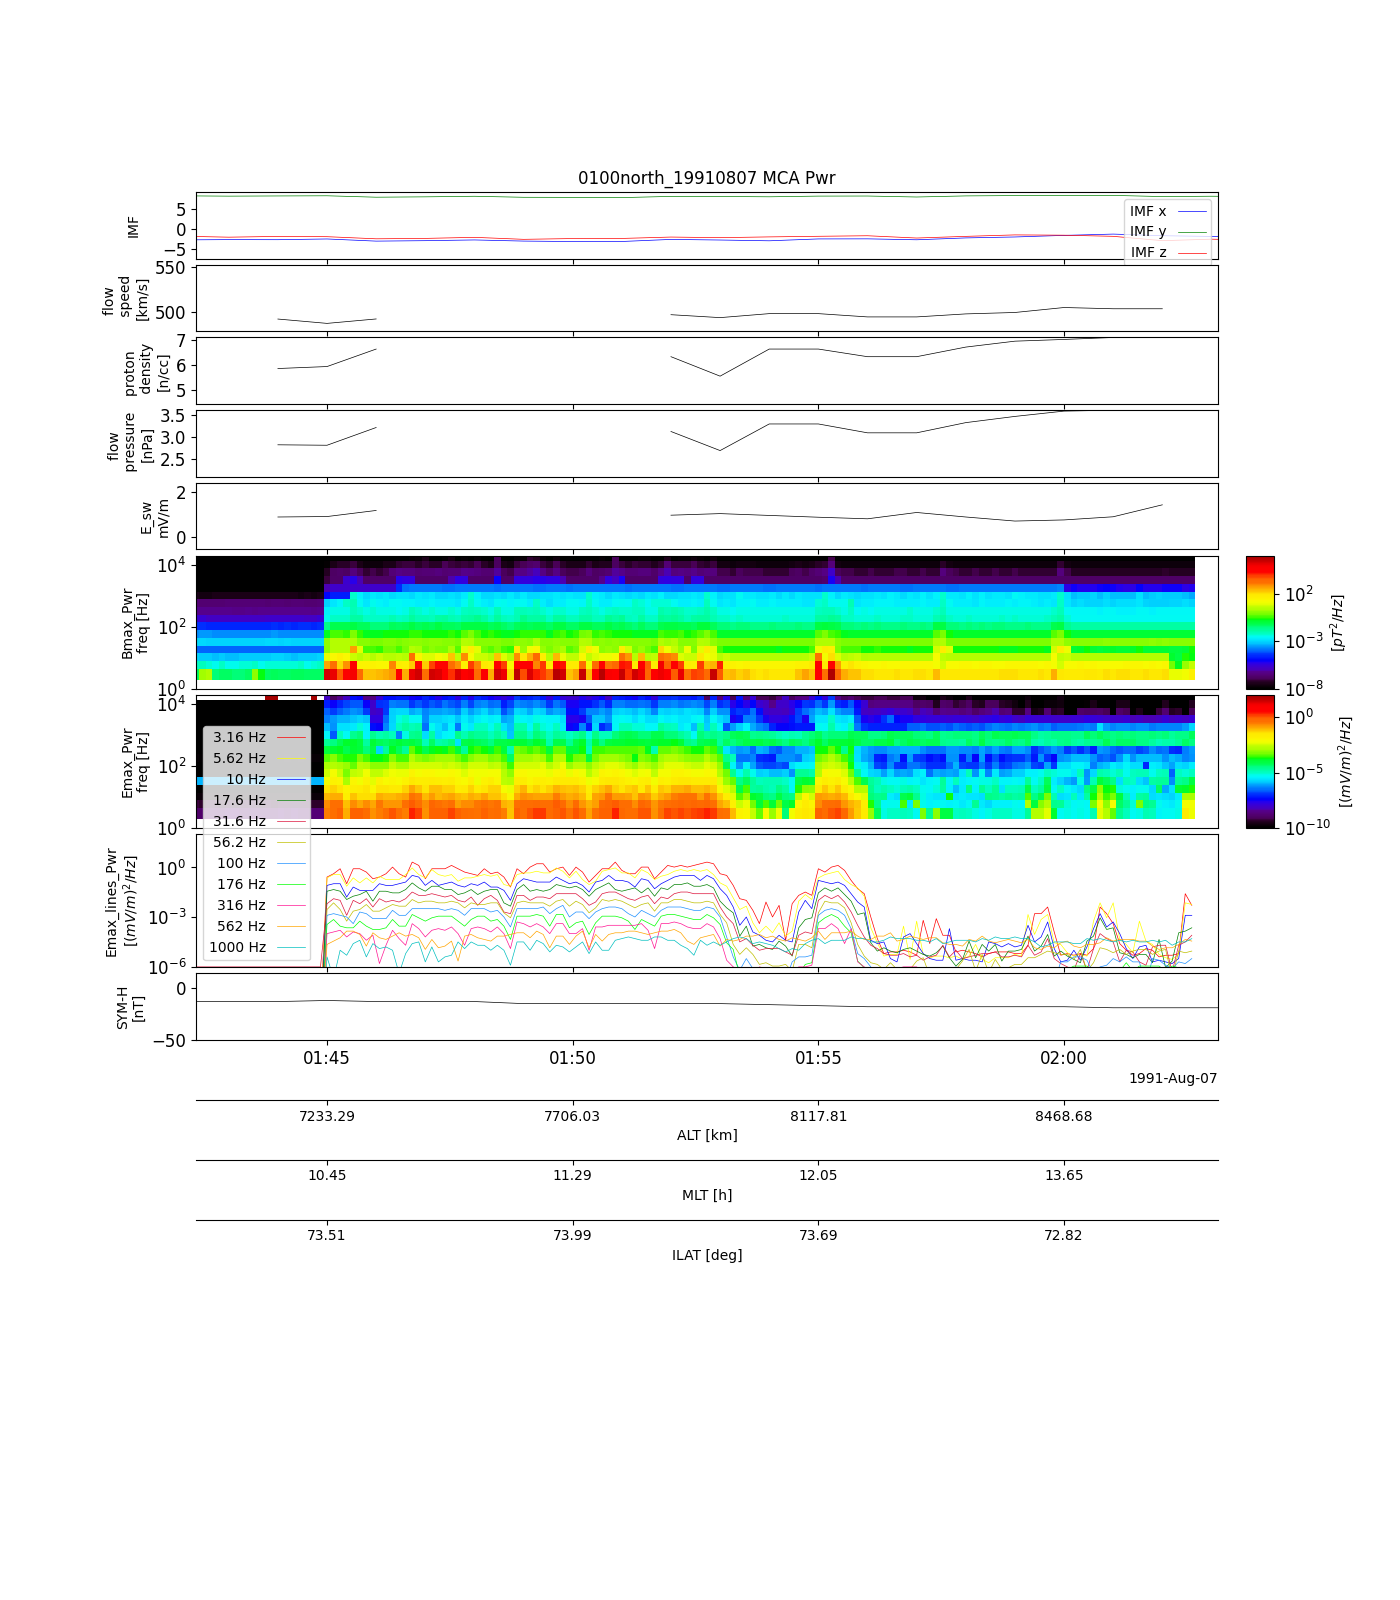 0100north_19910807 MCA Pwr
5
0
−5
IMF
IMF x
IMF y
IMF z
550
500
flow
speed
[km/s]
7
6
5
proton
density
[n/cc]
3.5
3.0
2.5
flow
pressure
[nPa]
2
0
E_sw
mV/m
10^4
10^2
10^0
Bmax_Pwr
freq [Hz]
10^2
10^−3
10^−8
[pT^2/Hz]
10^4
10^2
10^0
Emax_Pwr
freq [Hz]
10^0
10^−5
10^−10
[(mV/m)^2/Hz]
3.16 Hz
5.62 Hz
10 Hz
17.6 Hz
31.6 Hz
56.2 Hz
100 Hz
176 Hz
316 Hz
562 Hz
1000 Hz
10^0
10^−3
10^−6
Emax_lines_Pwr
[(mV/m)^2/Hz]
0
−50
SYM-H
[nT]
01:45 01:50 01:55 02:00
1991-Aug-07
7233.29 7706.03 8117.81 8468.68
ALT [km]
10.45 11.29 12.05 13.65
MLT [h]
73.51 73.99 73.69 72.82
ILAT [deg]